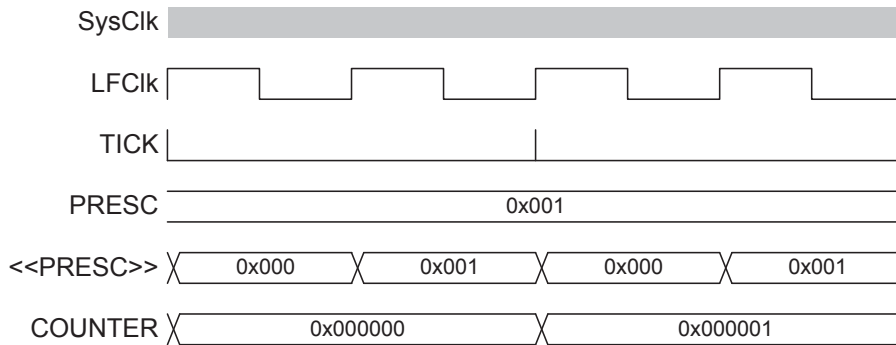 SysClk
LFClk
TICK
PRESC 0x001
<<PRESC>> 0x000 0x001 0x000 0x001
COUNTER 0x000000 0x000001